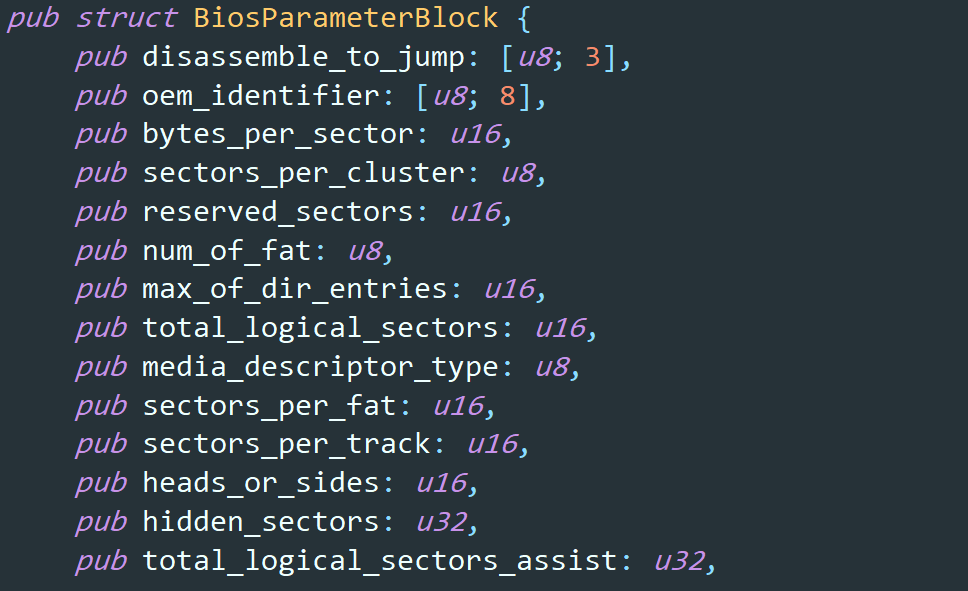 pub struct BiosParameterBlock {
    pub disassemble_to_jump: [u8; 3],
    pub oem_identifier: [u8; 8],
    pub bytes_per_sector: u16,
    pub sectors_per_cluster: u8,
    pub reserved_sectors: u16,
    pub num_of_fat: u8,
    pub max_of_dir_entries: u16,
    pub total_logical_sectors: u16,
    pub media_descriptor_type: u8,
    pub sectors_per_fat: u16,
    pub sectors_per_track: u16,
    pub heads_or_sides: u16,
    pub hidden_sectors: u32,
    pub total_logical_sectors_assist: u32,